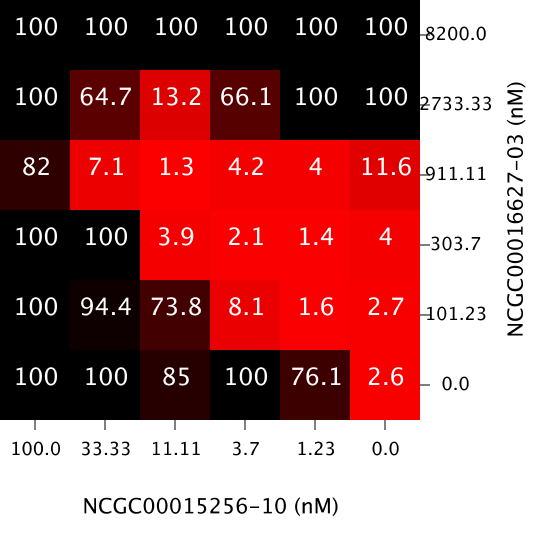 100 100 100 100 100 100 8200.0
100 64.7 13.2 66.1 100 100 2733.33
82 7.1 1.3 4.2 4 11.6 911.11
100 100 3.9 2.1 1.4 4 303.7
100 94.4 73.8 8.1 1.6 2.7 101.23
100 100 85 100 76.1 2.6 0.0
100.0 33.33 11.11 3.7 1.23 0.0
NCGC00015256-10 (nM)
NCGC00016627-03 (nM)